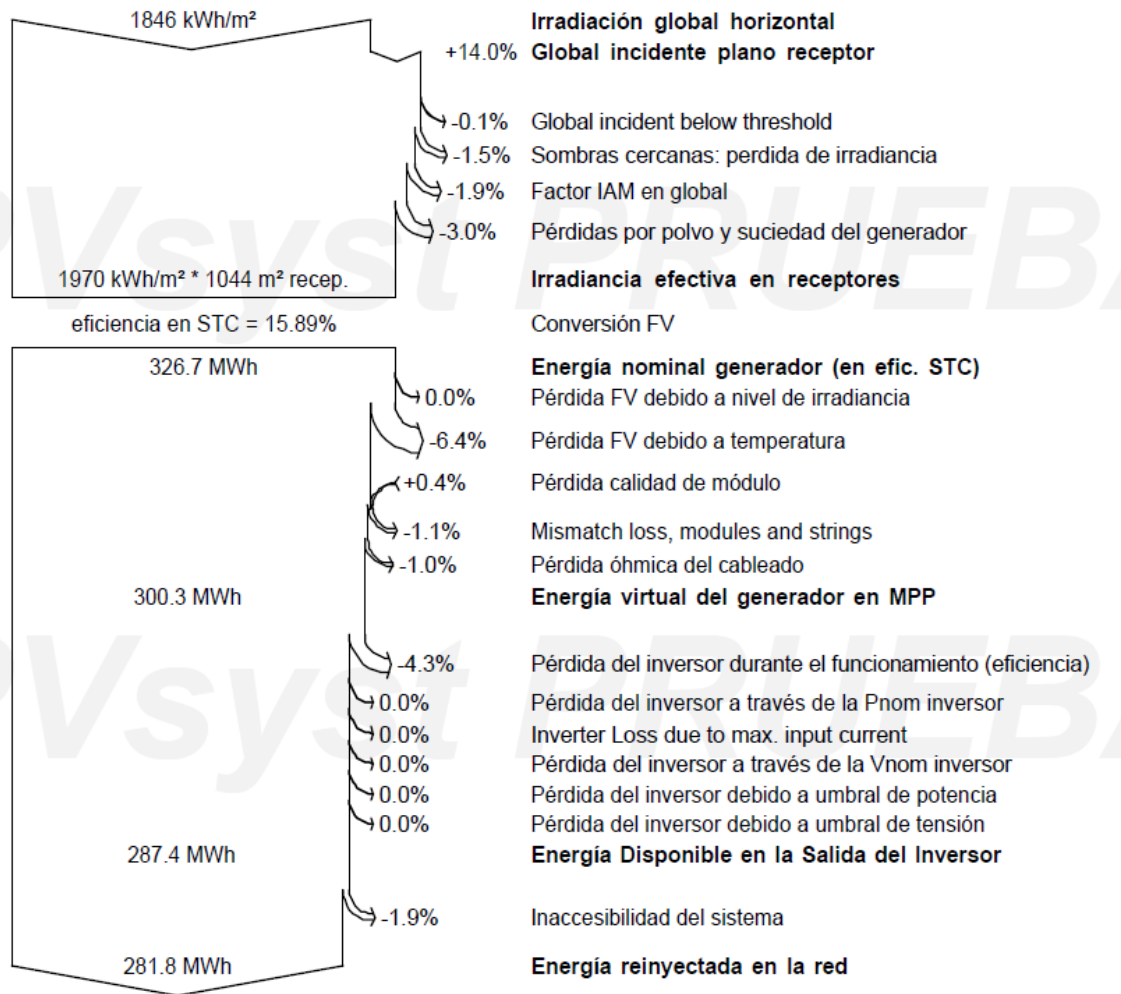 1846 kWh/m² Irradiación global horizontal
+14.0% Global incidente plano receptor
-0.1% Global incident below threshold
-1.5% Sombras cercanas: perdida de irradiancia
-1.9% Factor IAM en global
-3.0% Pérdidas por polvo y suciedad del generador
PVsyst PRUEBA
1970 kWh/m² * 1044 m² recep. Irradiancia efectiva en receptores
eficiencia en STC = 15.89% Conversión FV
326.7 MWh Energía nominal generador (en efic. STC)
0.0% Pérdida FV debido a nivel de irradiancia
-6.4% Pérdida FV debido a temperatura
+0.4% Pérdida calidad de módulo
-1.1% Mismatch loss, modules and strings
-1.0% Pérdida óhmica del cableado
300.3 MWh Energía virtual del generador en MPP
-4.3% Pérdida del inversor durante el funcionamiento (eficiencia)
0.0% Pérdida del inversor a través de la Pnom inversor
PVsyst PRUEBA
0.0% Inverter Loss due to max. input current
0.0% Pérdida del inversor a través de la Vnom inversor
0.0% Pérdida del inversor debido a umbral de potencia
0.0% Pérdida del inversor debido a umbral de tensión
287.4 MWh Energía Disponible en la Salida del Inversor
-1.9% Inaccesibilidad del sistema
281.8 MWh Energía reinyectada en la red